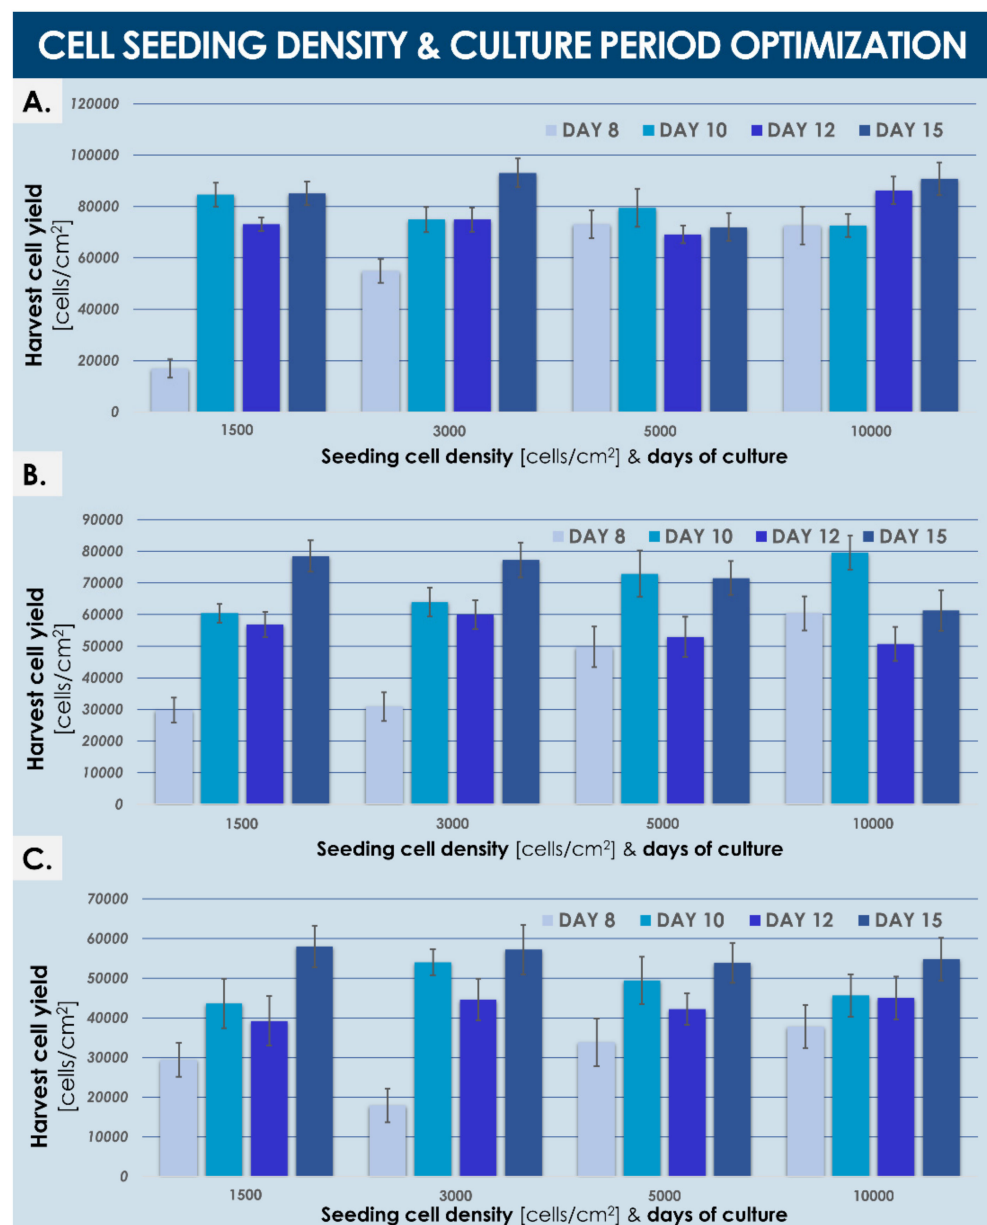 CELL SEEDING DENSITY & CULTURE PERIOD OPTIMIZATION
A.
120000
DAY 8 DAY 10 DAY 12 DAY 15
100000
80000
60000
40000
20000
0
Harvest cell yield
[cells/cm²]
1500 3000 5000 10000
Seeding cell density [cells/cm²] & days of culture
B.
90000
DAY 8 DAY 10 DAY 12 DAY 15
80000
70000
60000
50000
40000
30000
20000
10000
0
Harvest cell yield
[cells/cm²]
1500 3000 5000 10000
Seeding cell density [cells/cm²] & days of culture
C.
70000
DAY 8 DAY 10 DAY 12 DAY 15
60000
50000
40000
30000
20000
10000
0
Harvest cell yield
[cells/cm²]
1500 3000 5000 10000
Seeding cell density [cells/cm²] & days of culture